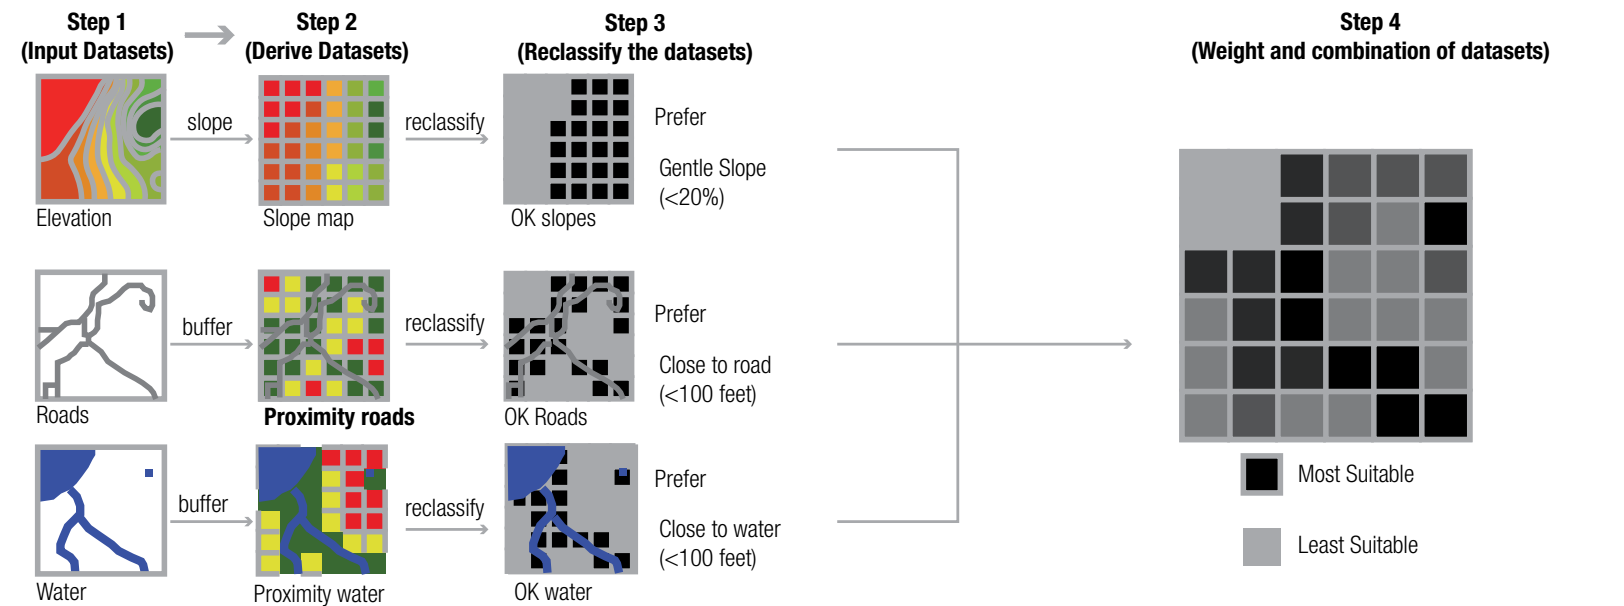 Step 1
(Input Datasets)
Step 2
(Derive Datasets)
Step 3
(Reclassify the datasets)
Step 4
(Weight and combination of datasets)
slope
reclassify
Prefer
Gentle Slope
(<20%)
Elevation
Slope map
OK slopes
buffer
reclassify
Prefer
Close to road
(<100 feet)
Roads
Proximity roads
OK Roads
buffer
reclassify
Prefer
Close to water
(<100 feet)
Water
Proximity water
OK water
Most Suitable
Least Suitable